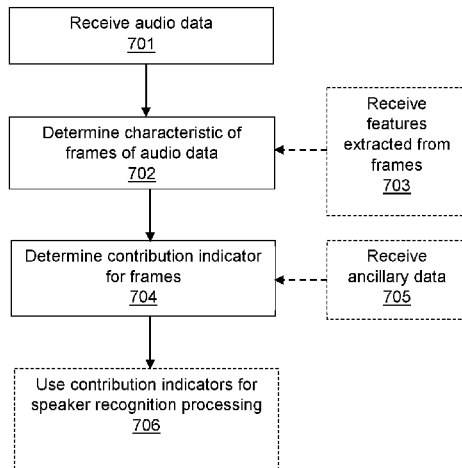 Receive audio data
701
Determine characteristic of
frames of audio data
702
Receive
features
extracted from
frames
703
Determine contribution indicator
for frames
704
Receive
ancillary data
705
Use contribution indicators for
speaker recognition processing
706